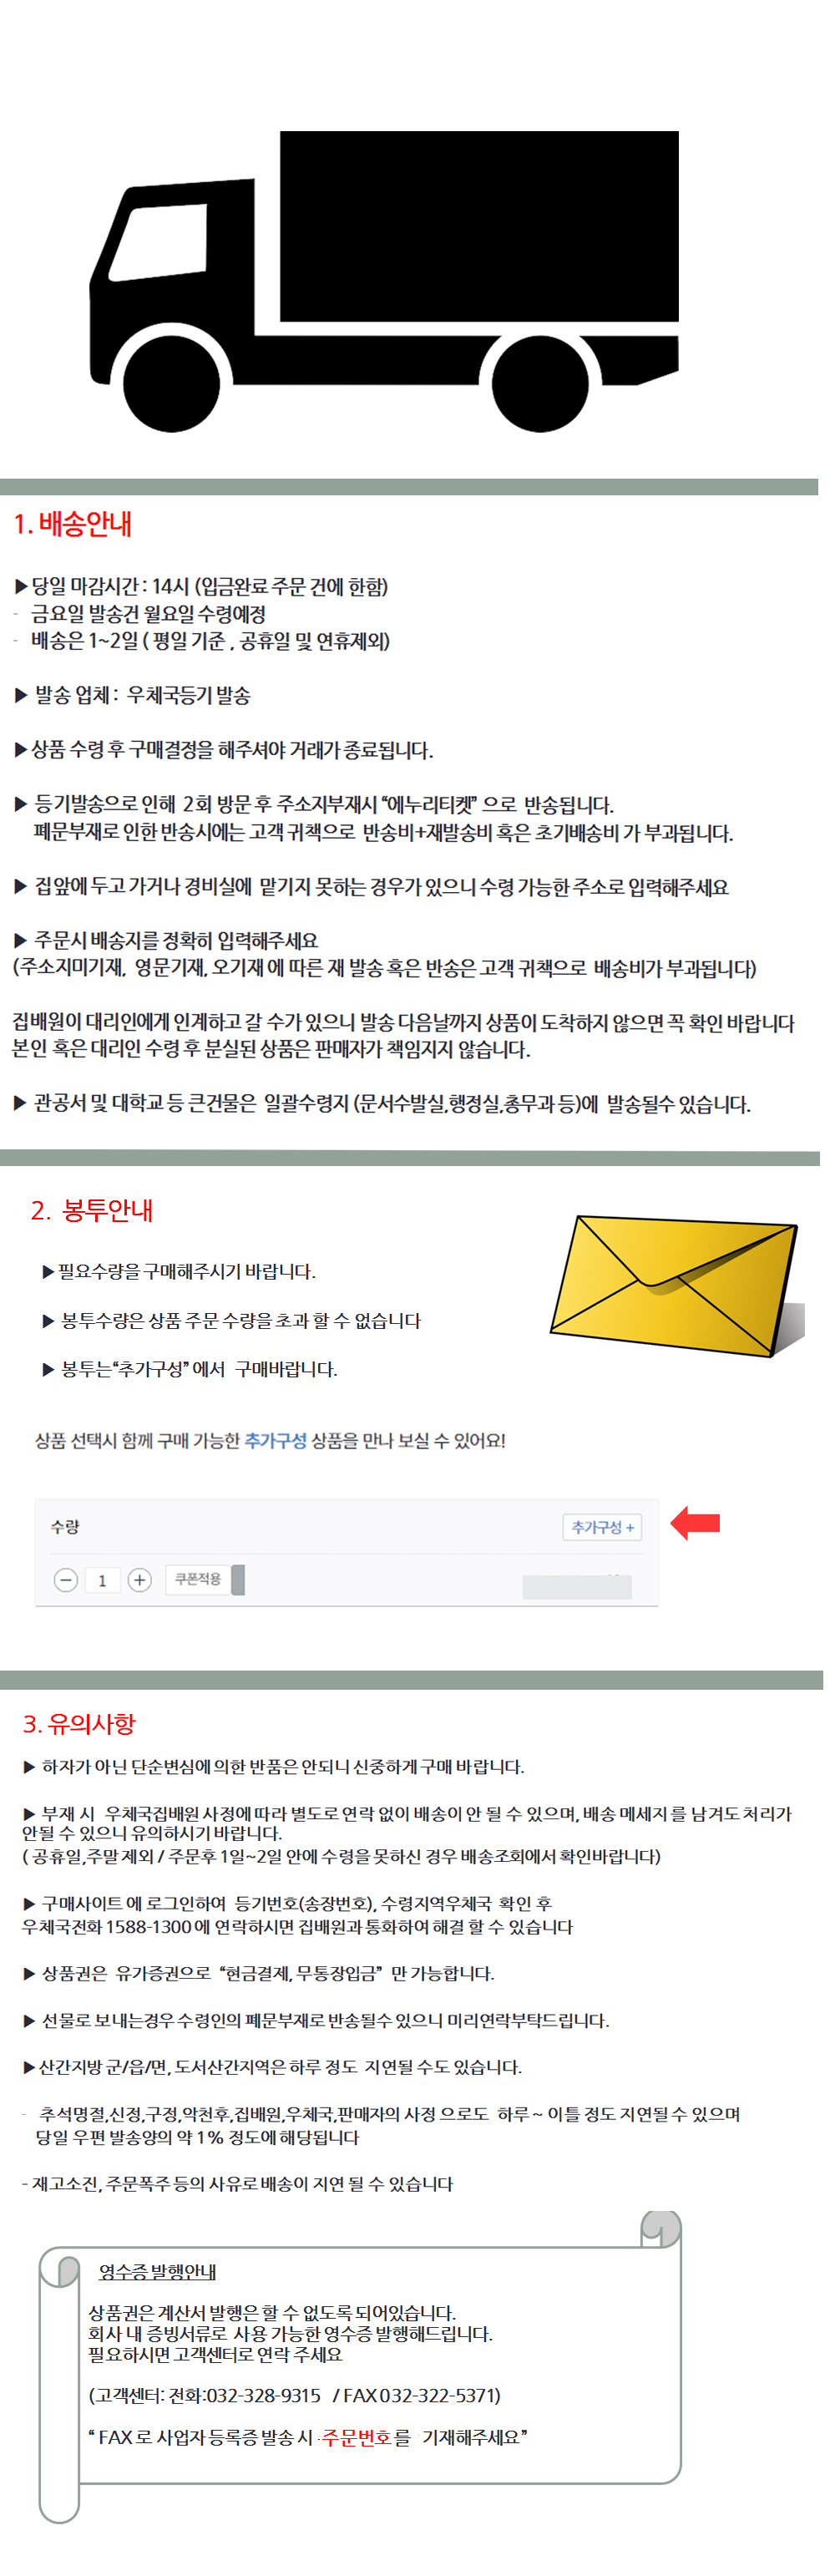 1. 배송안내
▶당일 마감시간 : 14시 (입금완료 주문 건에 한함)
- 금요일 발송건 월요일 수령예정
- 배송은 1~2일 ( 평일 기준 , 공휴일 및 연휴제외)
▶ 발송 업체 : 우체국등기 발송
▶상품 수령 후 구매결정을 해주셔야 거래가 종료됩니다.
▶ 등기발송으로 인해 2회 방문 후 주소지부재시 “에누리티켓” 으로 반송됩니다.
폐문부재로 인한 반송시에는 고객 귀책으로 반송비+재발송비 혹은 초기배송비 가 부과됩니다.
▶ 집앞에 두고 가거나 경비실에 맡기지 못하는 경우가 있으니 수령 가능한 주소로 입력해주세요
▶ 주문시 배송지를 정확히 입력해주세요
(주소지미기재, 영문기재, 오기재 에 따른 재 발송 혹은 반송은 고객 귀책으로 배송비가 부과됩니다)
집배원이 대리인에게 인계하고 갈 수가 있으니 발송 다음날까지 상품이 도착하지 않으면 꼭 확인 바랍니다
본인 혹은 대리인 수령 후 분실된 상품은 판매자가 책임지지 않습니다.
▶ 관공서 및 대학교 등 큰건물은 일괄수령지 (문서수발실,행정실,총무과 등)에 발송될수 있습니다.
2. 봉투안내
▶필요수량을 구매해주시기 바랍니다.
▶ 봉투수량은 상품 주문 수량을 초과 할 수 없습니다
▶ 봉투는“추가구성” 에서 구매바랍니다.
상품 선택시 함께 구매 가능한 추가구성 상품을 만나 보실 수 있어요!
수량 추가구성 +
− 1 + 쿠폰적용
3. 유의사항
▶ 하자가 아닌 단순변심에 의한 반품은 안되니 신중하게 구매 바랍니다.
▶ 부재 시 우체국집배원 사정에 따라 별도로 연락 없이 배송이 안 될 수 있으며, 배송 메세지 를 남겨도 처리가
안될 수 있으니 유의하시기 바랍니다.
( 공휴일,주말 제외 / 주문후 1일~2일 안에 수령을 못하신 경우 배송조회에서 확인바랍니다)
▶ 구매사이트 에 로그인하여 등기번호(송장번호), 수령지역우체국 확인 후
우체국전화 1588-1300 에 연락하시면 집배원과 통화하여 해결 할 수 있습니다
▶ 상품권은 유가증권으로 “현금결제, 무통장입금” 만 가능합니다.
▶ 선물로 보내는경우 수령인의 폐문부재로 반송될수 있으니 미리연락부탁드립니다.
▶산간지방 군/읍/면, 도서산간지역은 하루 정도 지연될 수도 있습니다.
- 추석명절,신정,구정,악천후,집배원,우체국,판매자의 사정 으로도 하루 ~ 이틀 정도 지연될 수 있으며
당일 우편 발송양의 약 1% 정도에 해당됩니다
- 재고소진, 주문폭주 등의 사유로 배송이 지연 될 수 있습니다
영수증 발행안내
상품권은 계산서 발행은 할 수 없도록 되어있습니다.
회사 내 증빙서류로 사용 가능한 영수증 발행해드립니다.
필요하시면 고객센터로 연락 주세요
(고객센터: 전화:032-328-9315 / FAX 032-322-5371)
“ FAX 로 사업자등록증 발송 시 주문번호를 기재해주세요”